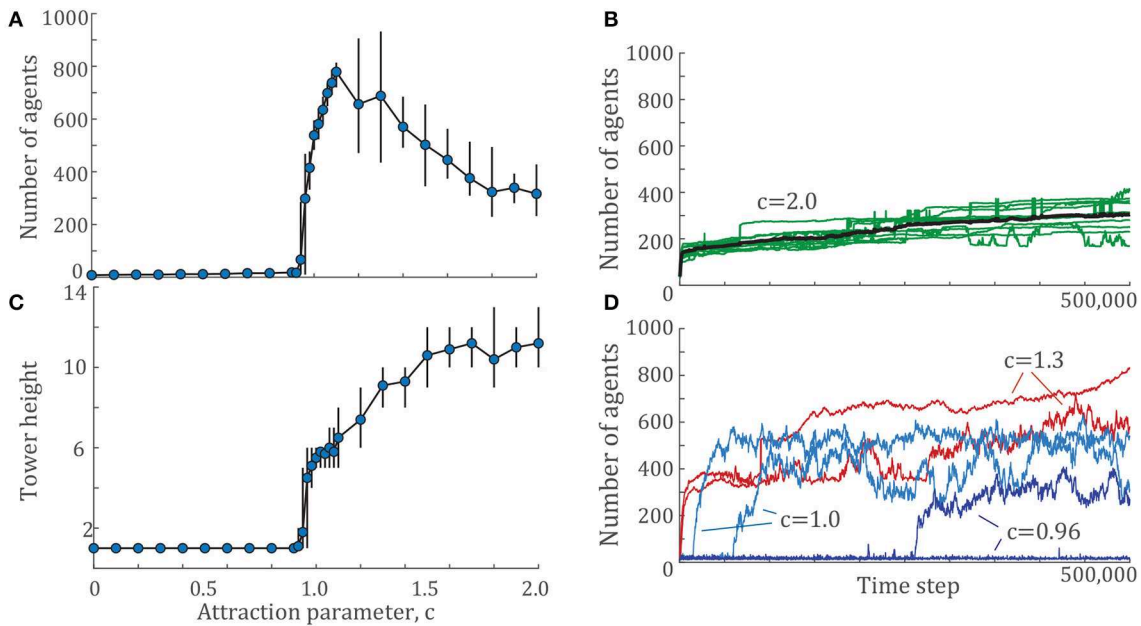 A
1000
800
600
400
200
0
Number of agents
B
1000
800
600
400
200
0
Number of agents
c=2.0
500,000
C
14
10
6
2
Tower height
0
0.5
1.0
1.5
2.0
Attraction parameter, c
D
1000
800
600
400
200
0
Number of agents
c=1.3
c=1.0
c=0.96
500,000
Time step